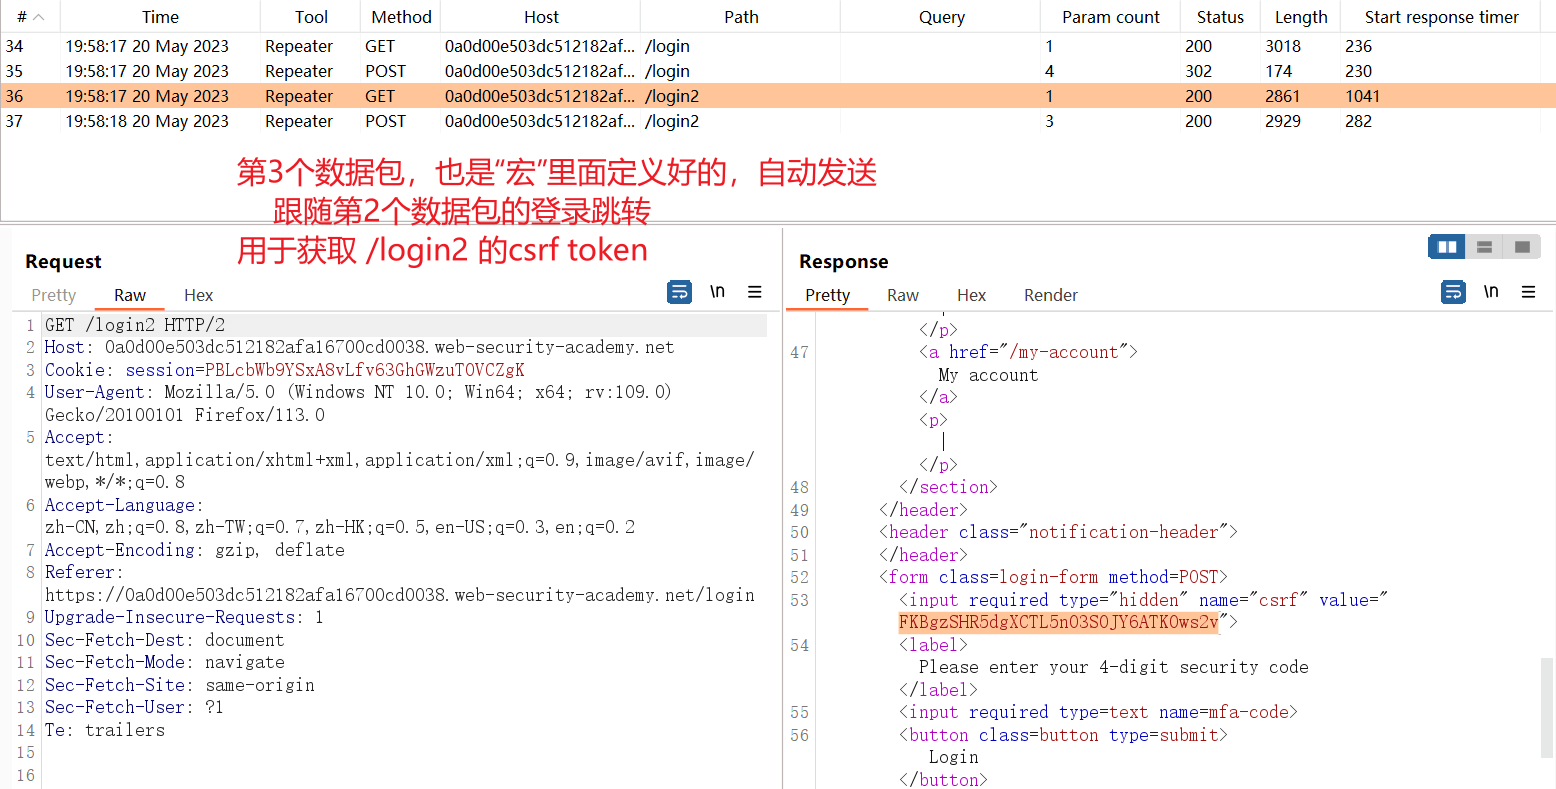 # Time Tool Method Host Path Query Param count Status Length Start response timer
34 19:58:17 20 May 2023 Repeater GET 0a0d00e503dc512182af... /login 1 200 3018 236
35 19:58:17 20 May 2023 Repeater POST 0a0d00e503dc512182af... /login 4 302 174 230
36 19:58:17 20 May 2023 Repeater GET 0a0d00e503dc512182af... /login2 1 200 2861 1041
37 19:58:18 20 May 2023 Repeater POST 0a0d00e503dc512182af... /login2 3 200 2929 282
第3个数据包，也是“宏”里面定义好的，自动发送
跟随第2个数据包的登录跳转
用于获取 /login2 的csrf token
Request
Pretty Raw Hex
\n
1 GET /login2 HTTP/2
2 Host: 0a0d00e503dc512182afa16700cd0038.web-security-academy.net
3 Cookie: session=PBLcbWb9YSxA8vLfv63GhGWzuTOVCZgK
4 User-Agent: Mozilla/5.0 (Windows NT 10.0; Win64; x64; rv:109.0)
Gecko/20100101 Firefox/113.0
5 Accept:
text/html,application/xhtml+xml,application/xml;q=0.9,image/avif,image/
webp,*/*;q=0.8
6 Accept-Language:
zh-CN,zh;q=0.8,zh-TW;q=0.7,zh-HK;q=0.5,en-US;q=0.3,en;q=0.2
7 Accept-Encoding: gzip, deflate
8 Referer:
https://0a0d00e503dc512182afa16700cd0038.web-security-academy.net/login
9 Upgrade-Insecure-Requests: 1
10 Sec-Fetch-Dest: document
11 Sec-Fetch-Mode: navigate
12 Sec-Fetch-Site: same-origin
13 Sec-Fetch-User: ?1
14 Te: trailers
15
16
Response
Pretty Raw Hex Render
\n
</p>
47 <a href="/my-account">
My account
</a>
<p>
|
</p>
48 </section>
49 </header>
50 <header class="notification-header">
51 </header>
52 <form class=login-form method=POST>
53 <input required type="hidden" name="csrf" value="
FKBgzSHR5dgXCTL5nO3SOJY6ATKOws2v">
54 <label>
Please enter your 4-digit security code
</label>
55 <input required type=text name=mfa-code>
56 <button class=button type=submit>
Login
</button>